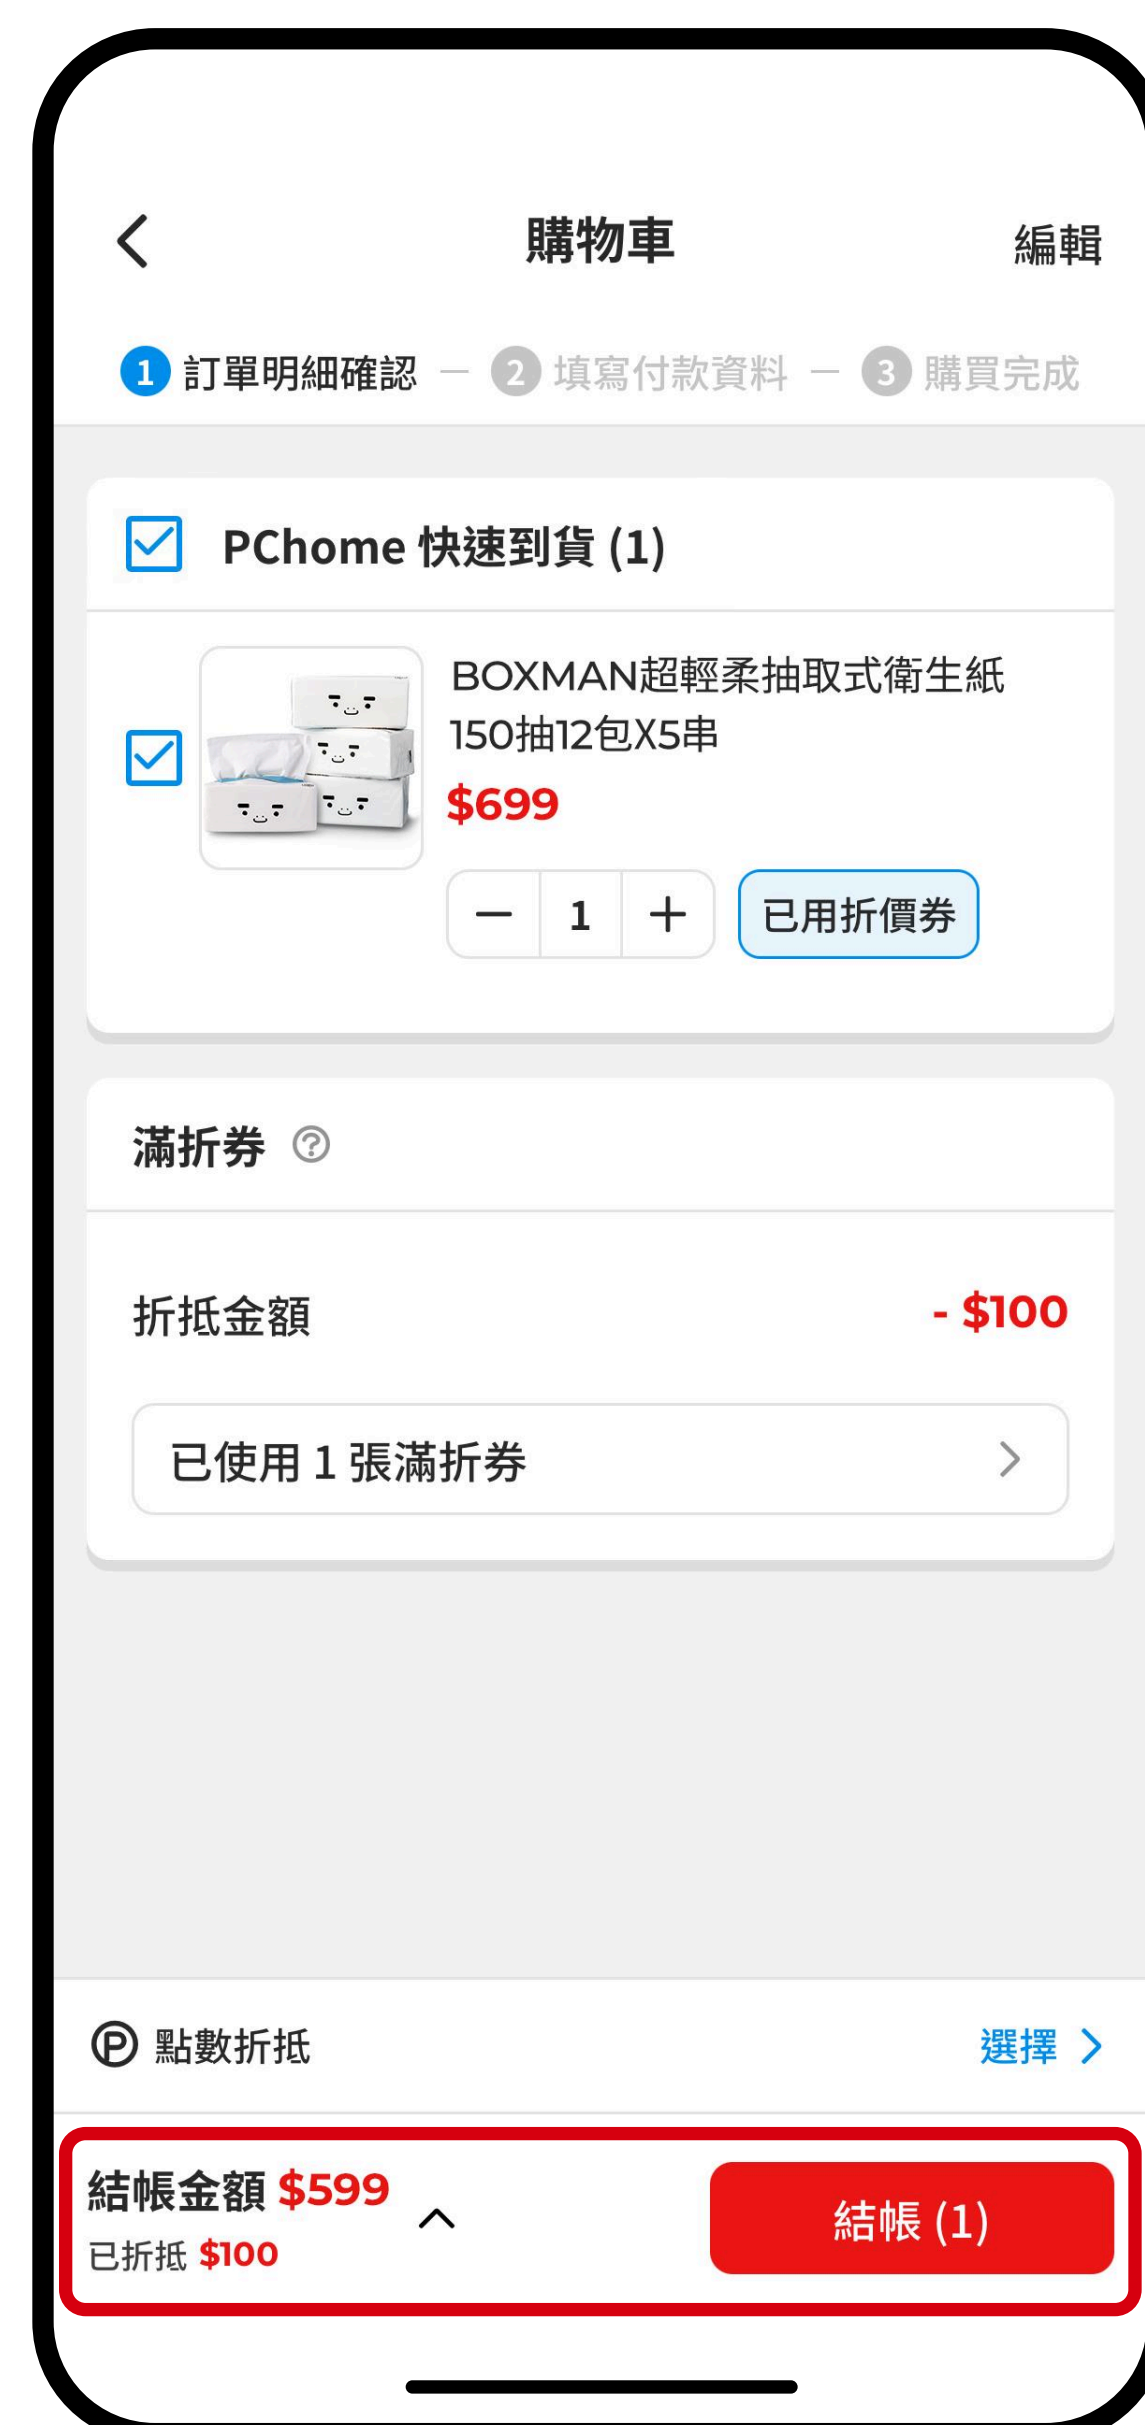 購物車
編輯
1 訂單明細確認 — 2 填寫付款資料 — 3 購買完成
PChome 快速到貨 (1)
BOXMAN超輕柔抽取式衛生紙
150抽12包X5串
$699
1
已用折價券
滿折券 ?
折抵金額
- $100
已使用 1 張滿折券
P 點數折抵
選擇
結帳金額 $599
已折抵 $100
結帳 (1)